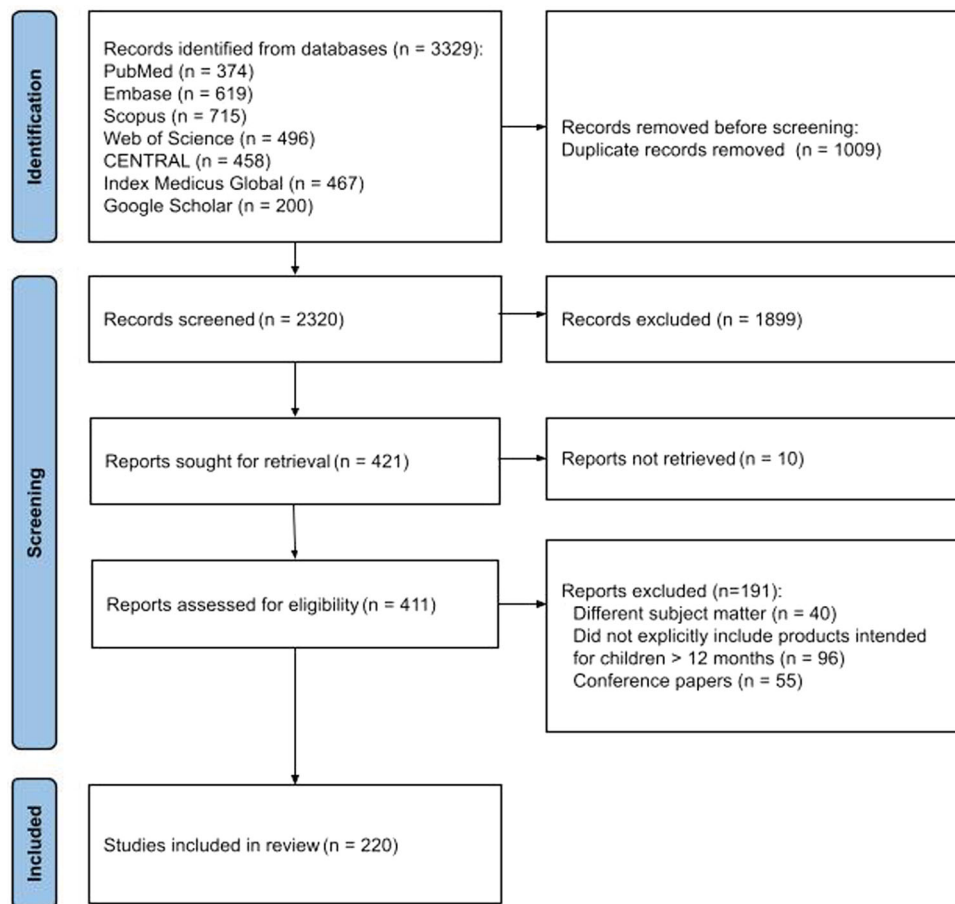 Identification
Records identified from databases (n = 3329):
PubMed (n = 374)
Embase (n = 619)
Scopus (n = 715)
Web of Science (n = 496)
CENTRAL (n = 458)
Index Medicus Global (n = 467)
Google Scholar (n = 200)
Records removed before screening:
Duplicate records removed (n = 1009)
Screening
Records screened (n = 2320)
Records excluded (n = 1899)
Reports sought for retrieval (n = 421)
Reports not retrieved (n = 10)
Reports assessed for eligibility (n = 411)
Reports excluded (n=191):
Different subject matter (n = 40)
Did not explicitly include products intended
for children > 12 months (n = 96)
Conference papers (n = 55)
Included
Studies included in review (n = 220)